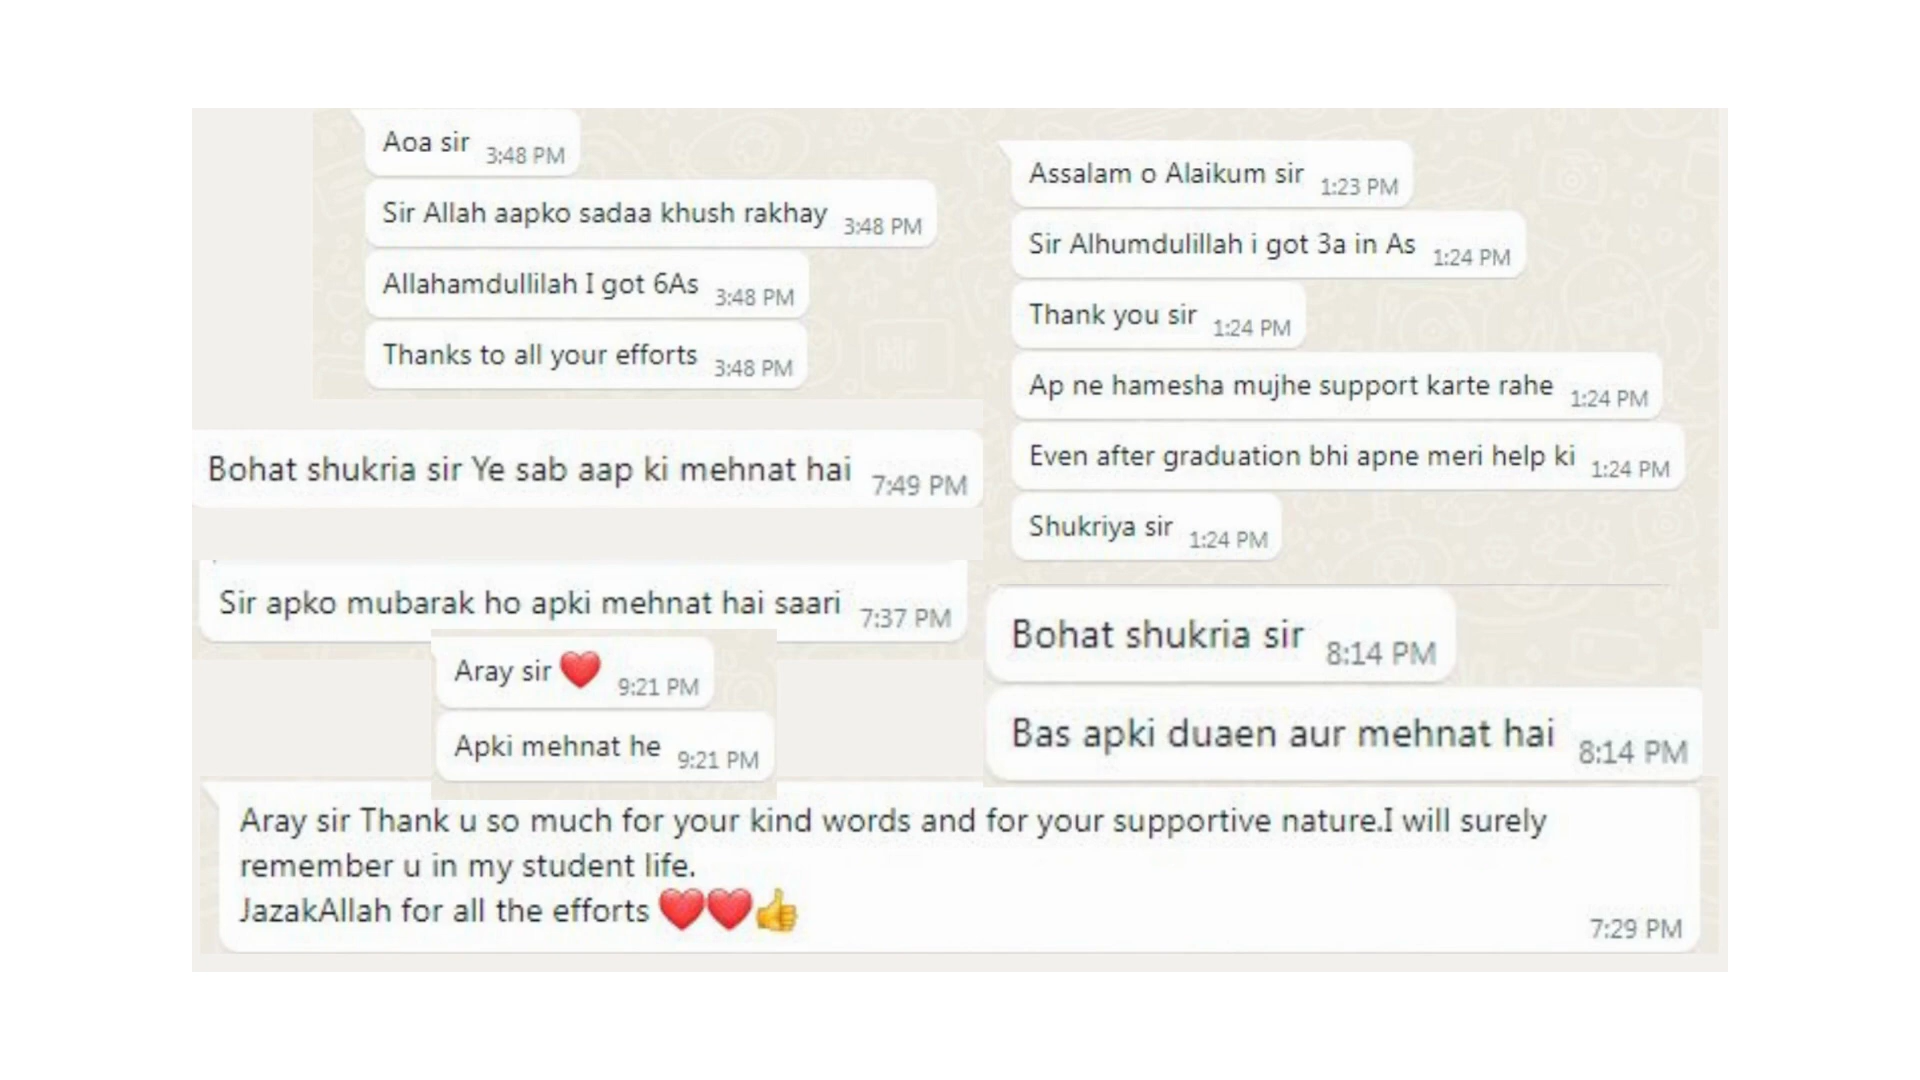 Aoa sir 3:48 PM
Sir Allah aapko sadaa khush rakhay 3:48 PM
Allahamdullilah I got 6As 3:48 PM
Thanks to all your efforts 3:48 PM
Bohat shukria sir Ye sab aap ki mehnat hai 7:49 PM
Sir apko mubarak ho apki mehnat hai saari 7:37 PM
Aray sir ❤️ 9:21 PM
Apki mehnat he 9:21 PM
Assalam o Alaikum sir 1:23 PM
Sir Alhumdulillah i got 3a in As 1:24 PM
Thank you sir 1:24 PM
Ap ne hamesha mujhe support karte rahe 1:24 PM
Even after graduation bhi apne meri help ki 1:24 PM
Shukriya sir 1:24 PM
Bohat shukria sir 8:14 PM
Bas apki duaen aur mehnat hai 8:14 PM
Aray sir Thank u so much for your kind words and for your supportive nature.I will surely
remember u in my student life.
JazakAllah for all the efforts ❤️❤️👍 7:29 PM